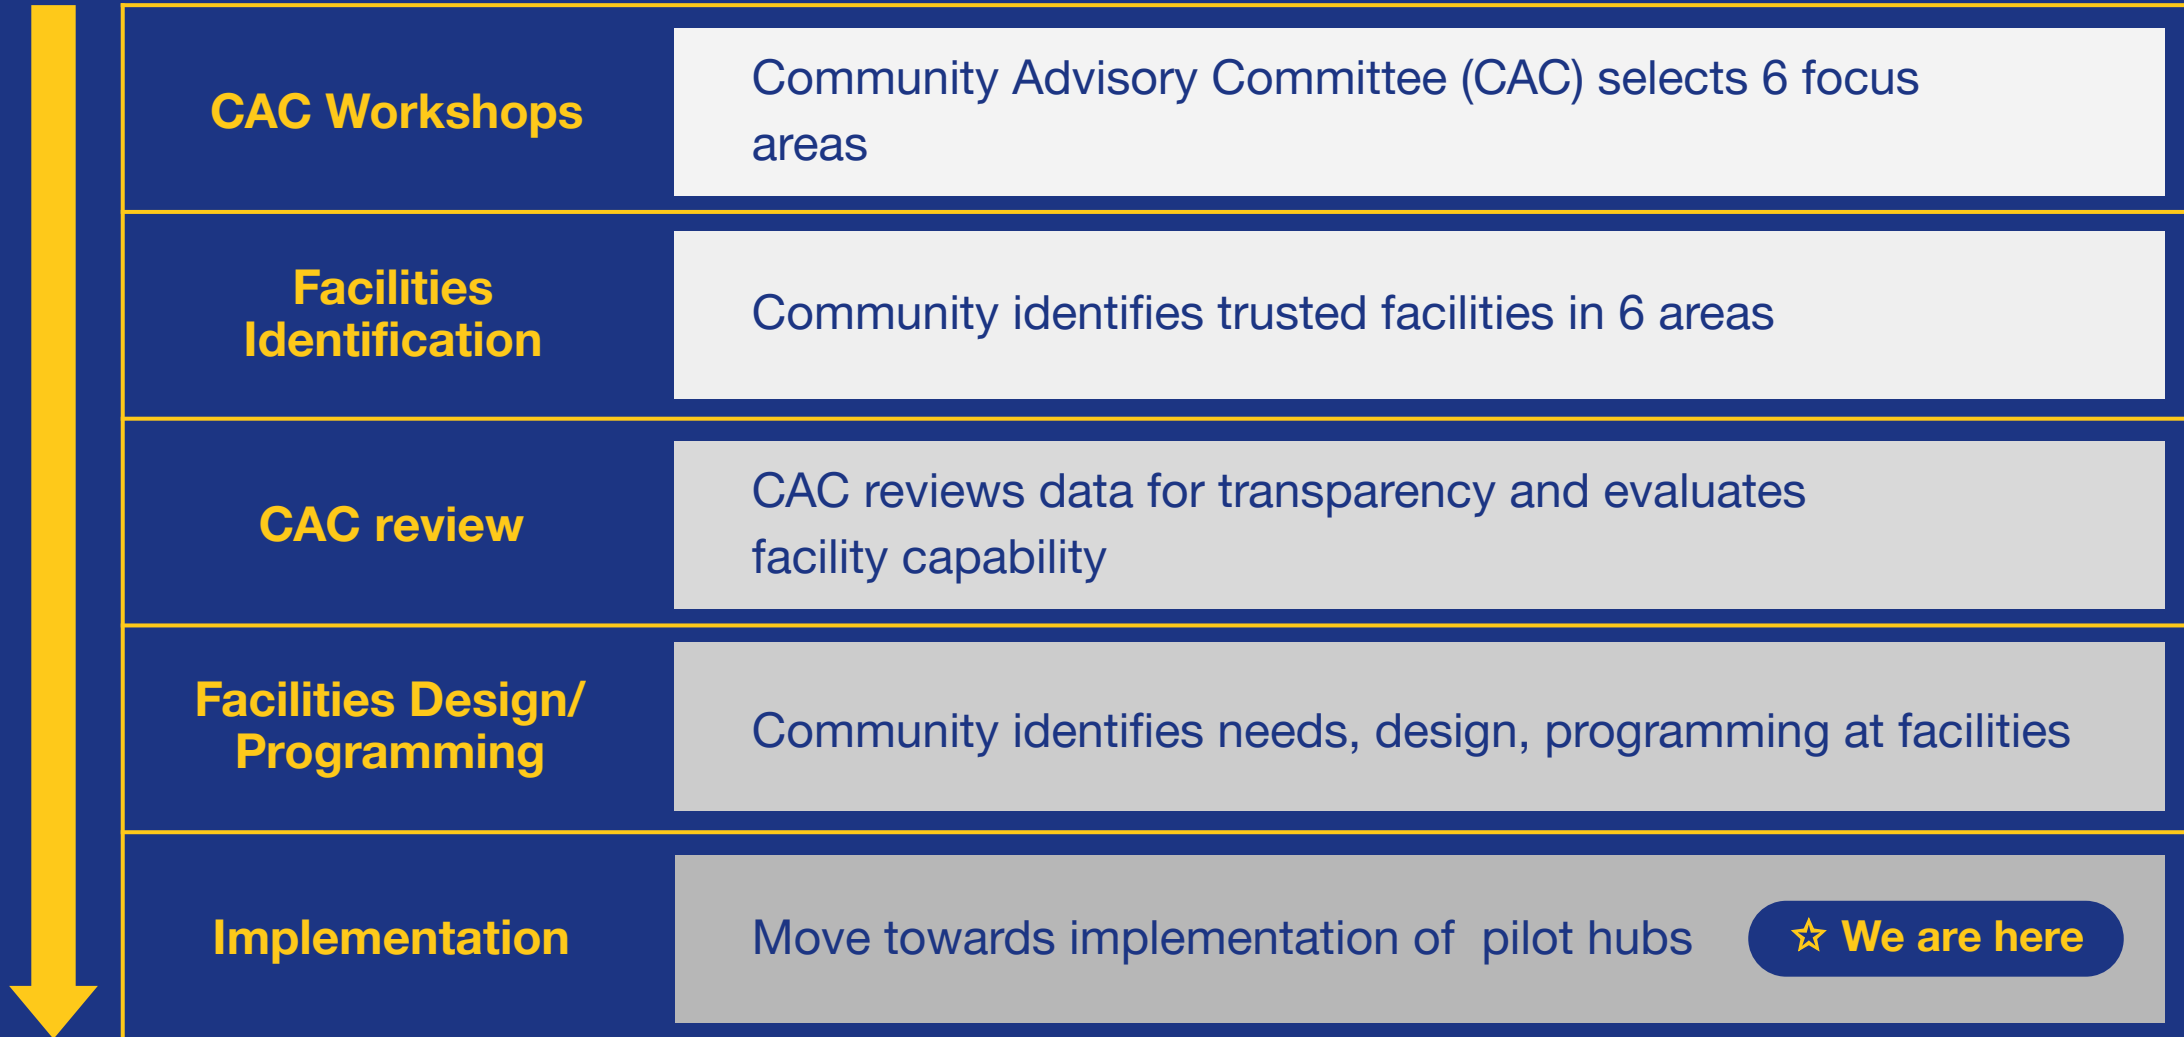 CAC Workshops
Community Advisory Committee (CAC) selects 6 focus
areas
Facilities
Identification
Community identifies trusted facilities in 6 areas
CAC review
CAC reviews data for transparency and evaluates
facility capability
Facilities Design/
Programming
Community identifies needs, design, programming at facilities
Implementation
Move towards implementation of pilot hubs
☆ We are here